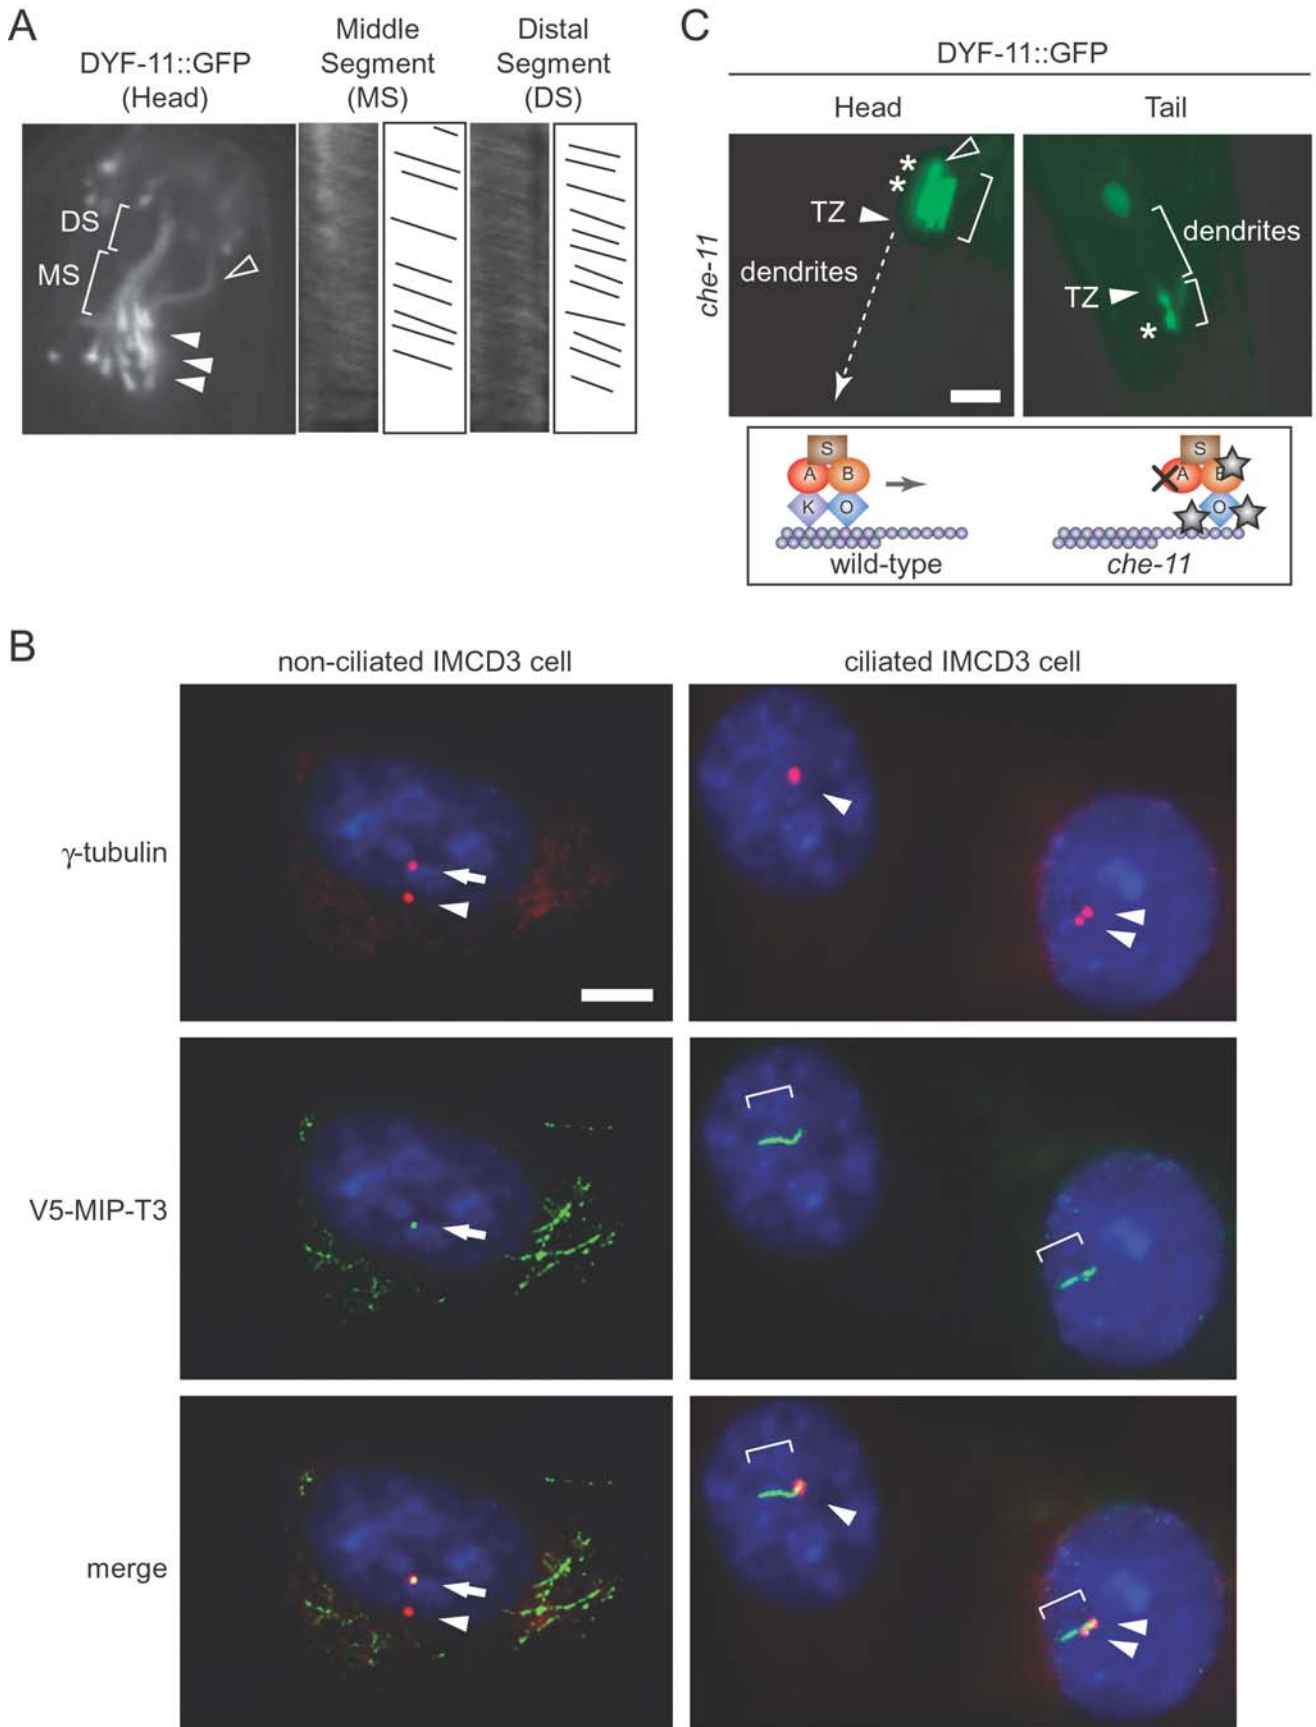 A
DYF-11::GFP
(Head)
Middle
Segment
(MS)
Distal
Segment
(DS)
DS
MS
C
DYF-11::GFP
Head
Tail
che-11
TZ
dendrites
*
*
dendrites
TZ
*
S
A B
K O
wild-type
S
A B
O
che-11
B
non-ciliated IMCD3 cell
ciliated IMCD3 cell
γ-tubulin
V5-MIP-T3
merge